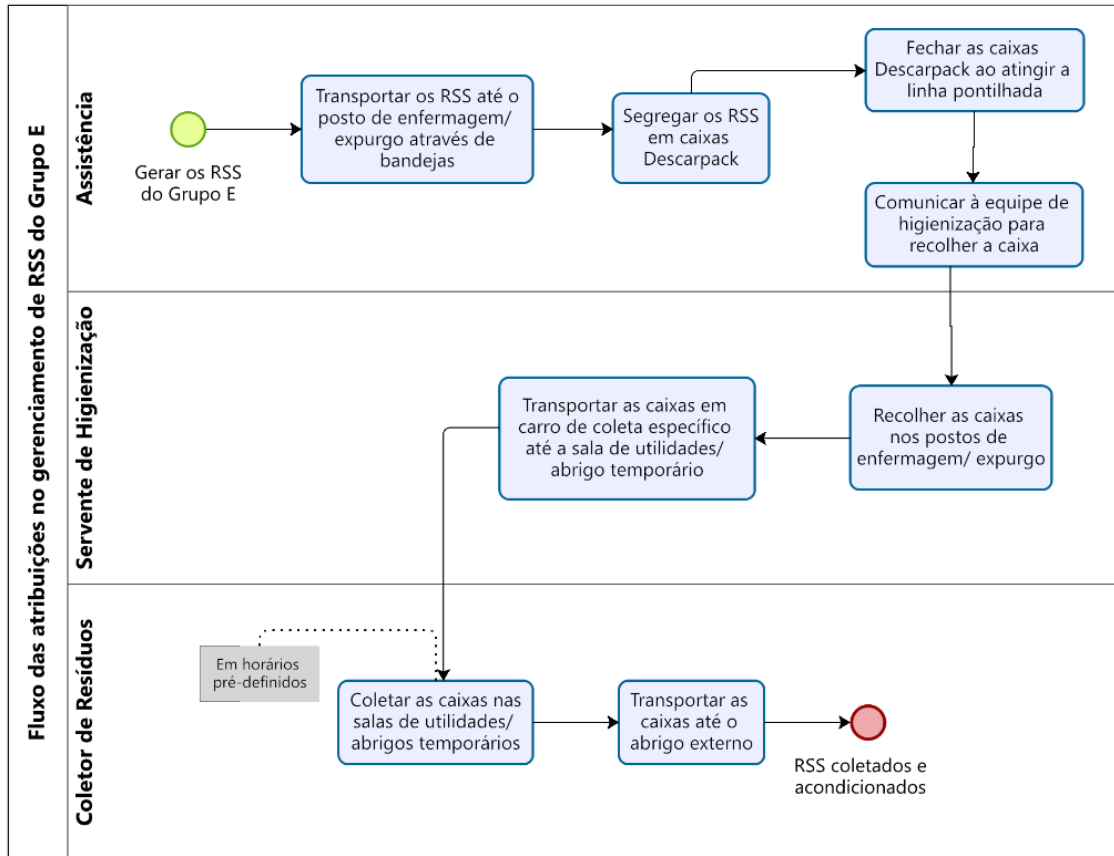 Fluxo das atribuições no gerenciamento de RSS do Grupo E
Assistência
Gerar os RSS
do Grupo E
Transportar os RSS até o
posto de enfermagem/
expurgo através de
bandejas
Segregar os RSS
em caixas
Descarpack
Fechar as caixas
Descarpack ao atingir a
linha pontilhada
Comunicar à equipe de
higienização para
recolher a caixa
Servente de Higienização
Recolher as caixas
nos postos de
enfermagem/ expurgo
Transportar as caixas em
carro de coleta específico
até a sala de utilidades/
abrigo temporário
Coletor de Resíduos
Em horários
pré-definidos
Coletar as caixas nas
salas de utilidades/
abrigos temporários
Transportar as
caixas até o
abrigo externo
RSS coletados e
acondicionados